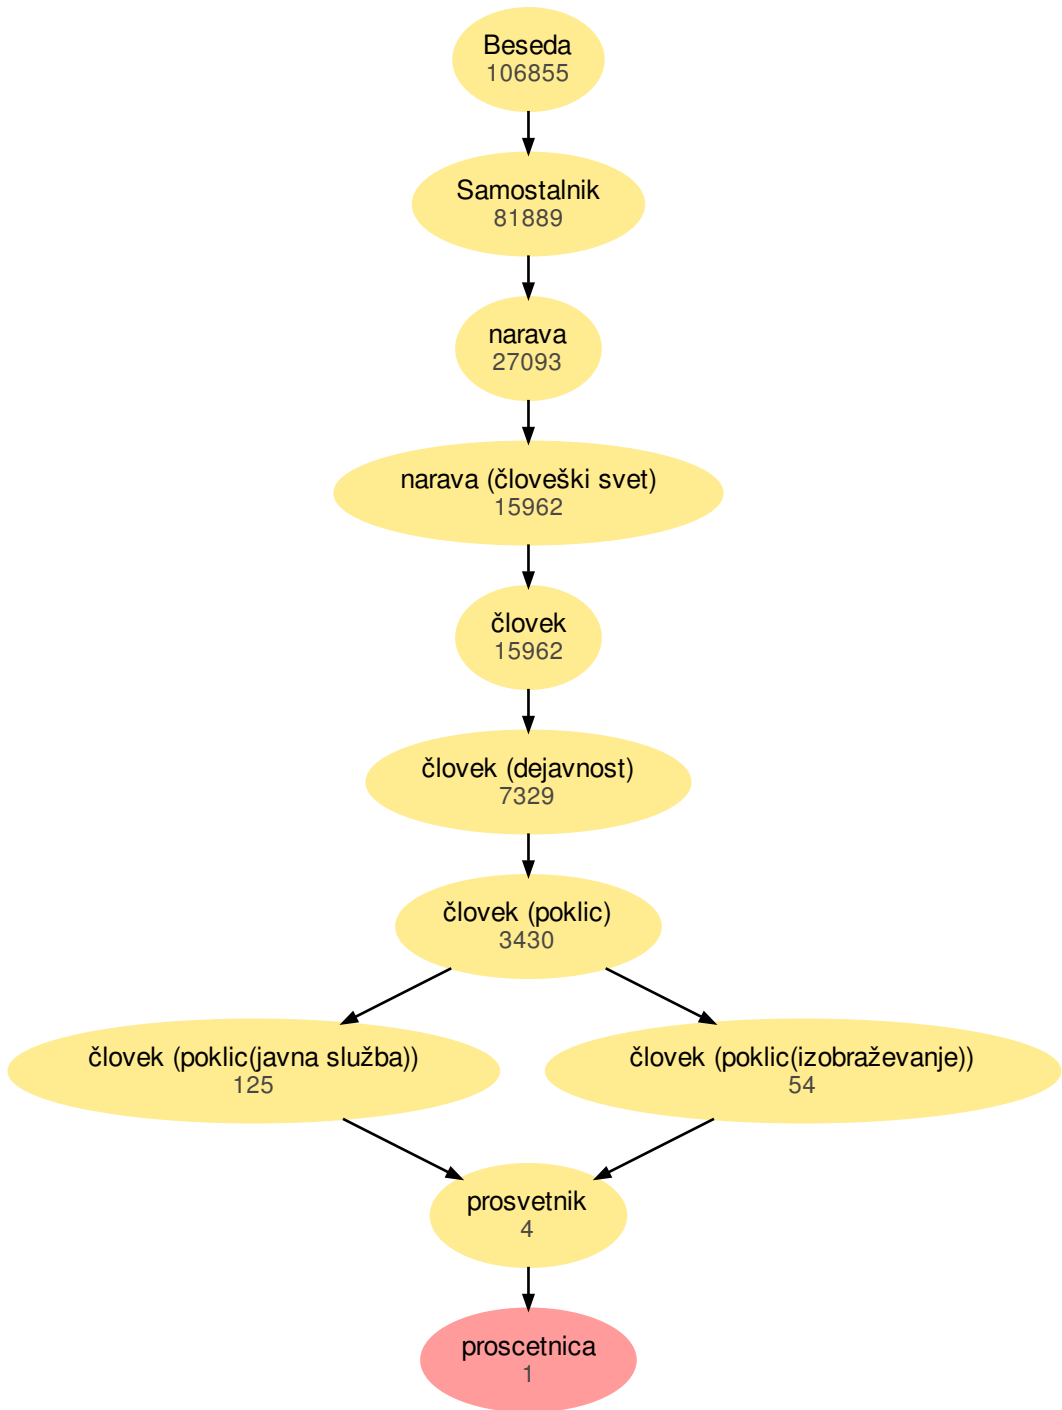 Beseda
106855
Samostalnik
81889
narava
27093
narava (človeški svet)
15962
človek
15962
človek (dejavnost)
7329
človek (poklic)
3430
človek (poklic(javna služba))
125
človek (poklic(izobraževanje))
54
prosvetnik
4
proscetnica
1